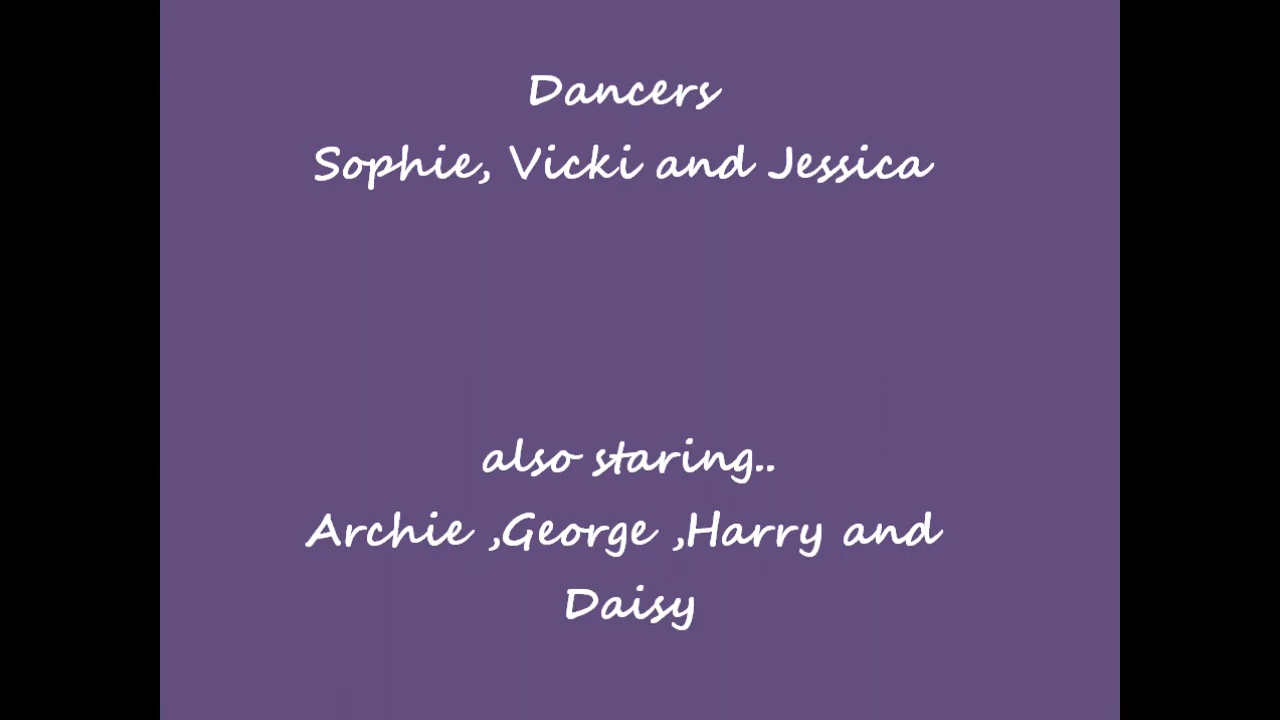 Dancers
Sophie, Vicki and Jessica
also staring..
Archie ,George ,Harry and
Daisy